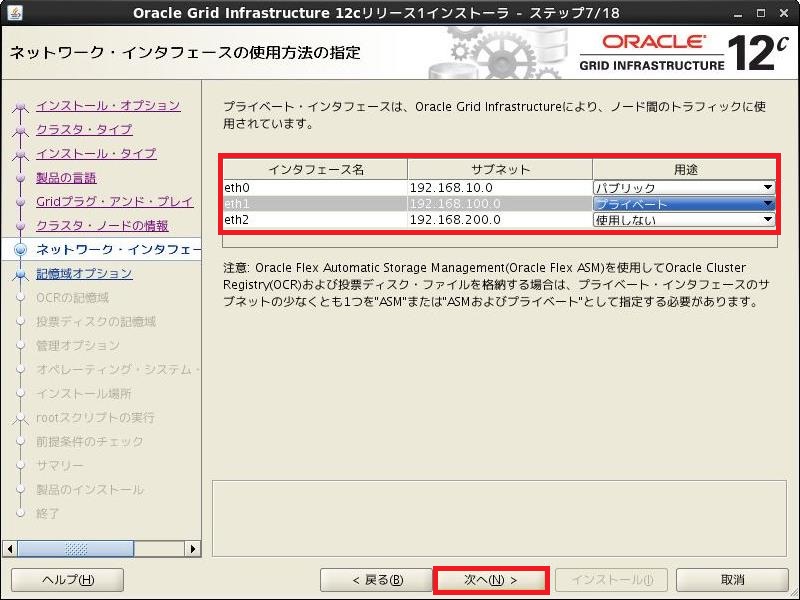 Oracle Grid Infrastructure 12cリリース1インストーラ - ステップ7/18
ネットワーク・インタフェースの使用方法の指定
ORACLE
GRID INFRASTRUCTURE
12c
インストール・オプション
クラスタ・タイプ
インストール・タイプ
製品の言語
Gridプラグ・アンド・プレイ
クラスタ・ノードの情報
ネットワーク・インタフェー
記憶域オプション
OCRの記憶域
投票ディスクの記憶域
管理オプション
オペレーティング・システム・
インストール場所
rootスクリプトの実行
前提条件のチェック
サマリー
製品のインストール
終了
プライベート・インタフェースは、Oracle Grid Infrastructureにより、ノード間のトラフィックに使
用されています。
インタフェース名 サブネット 用途
eth0 192.168.10.0 パブリック
eth1 192.168.100.0 プライベート
eth2 192.168.200.0 使用しない
注意: Oracle Flex Automatic Storage Management(Oracle Flex ASM)を使用してOracle Cluster
Registry(OCR)および投票ディスク・ファイルを格納する場合は、プライベート・インタフェースのサ
ブネットの少なくとも1つを"ASM"または"ASMおよびプライベート"として指定する必要があります。
ヘルプ(H)
< 戻る(B)
次へ(N) >
インストール(I)
取消